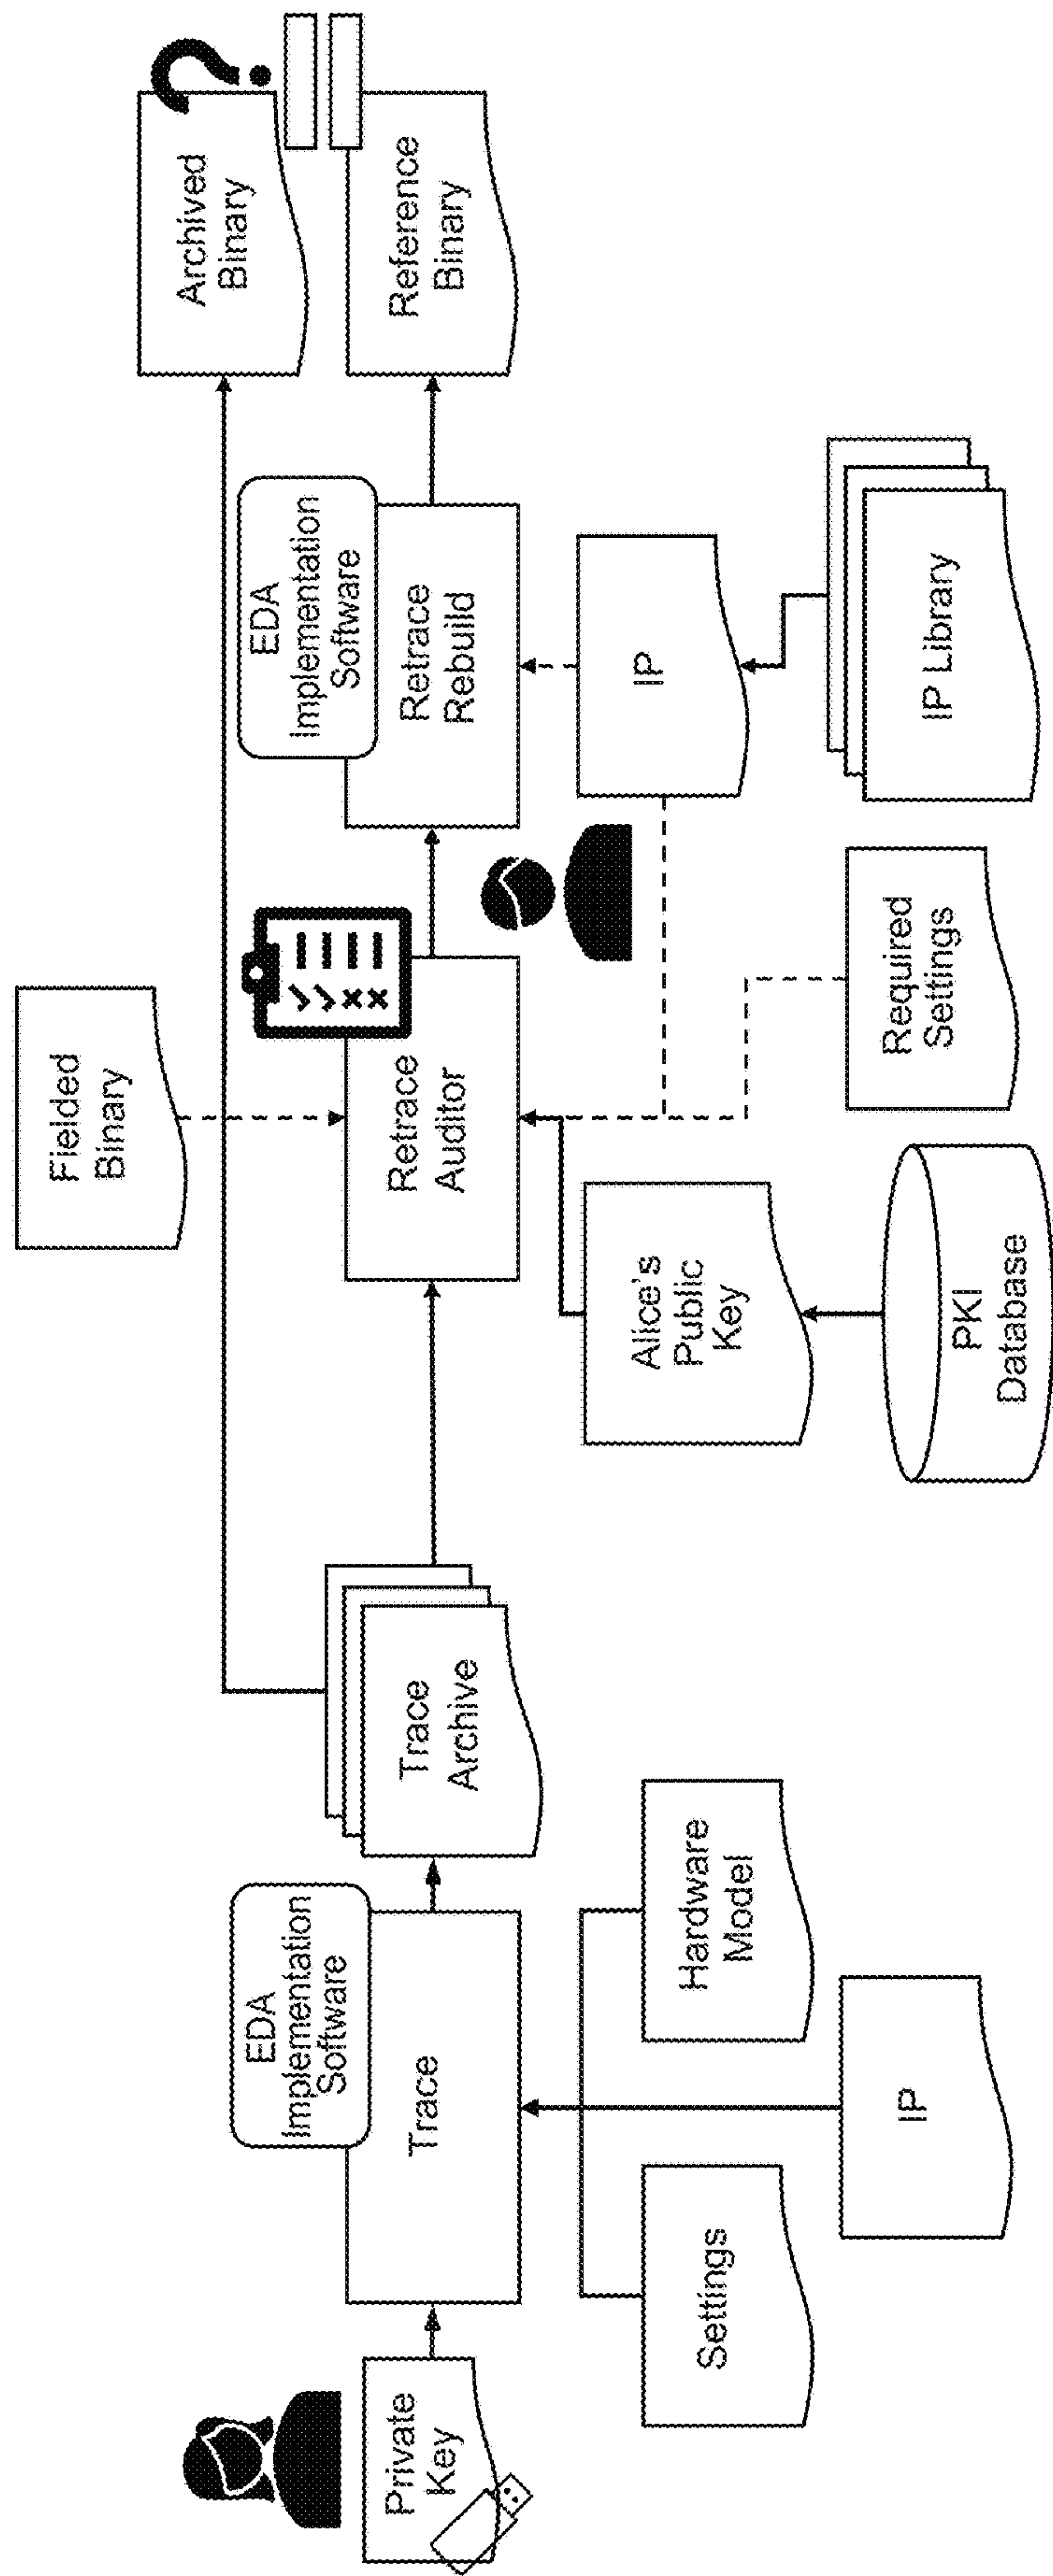 Private
Key
EDA
Implementation
Software
Trace
Settings
IP
Hardware
Model
Trace
Archive
Fielded
Binary
Retrace
Auditor
Alice's
Public
Key
PKI
Database
Required
Settings
EDA
Implementation
Software
Retrace
Rebuild
IP
IP Library
Archived
Binary
?
Reference
Binary